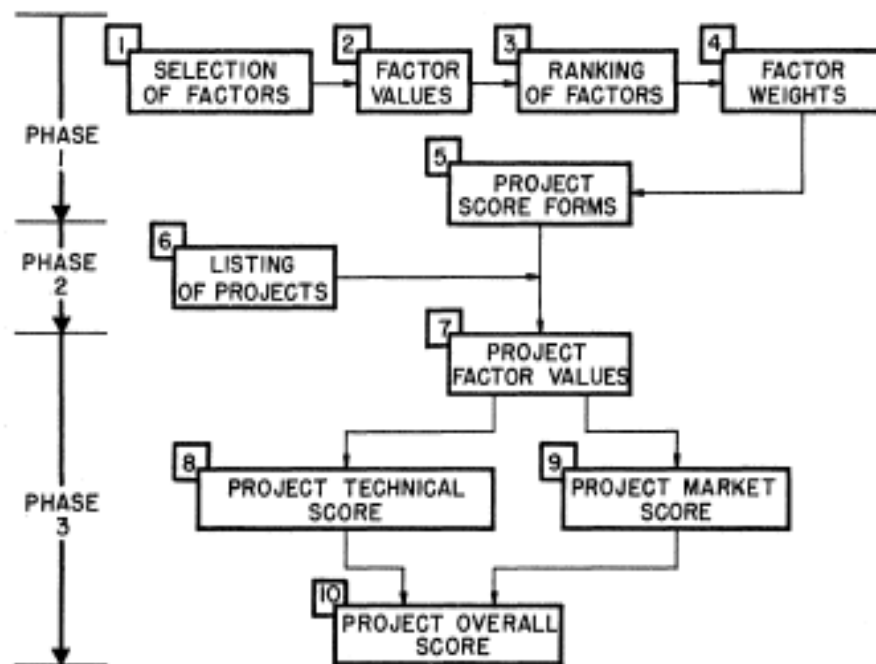 1
SELECTION
OF FACTORS
2
FACTOR
VALUES
3
RANKING
OF FACTORS
4
FACTOR
WEIGHTS
PHASE
1
5
PROJECT
SCORE FORMS
6
LISTING
OF PROJECTS
PHASE
2
7
PROJECT
FACTOR VALUES
8
PROJECT TECHNICAL
SCORE
9
PROJECT MARKET
SCORE
PHASE
3
10
PROJECT OVERALL
SCORE